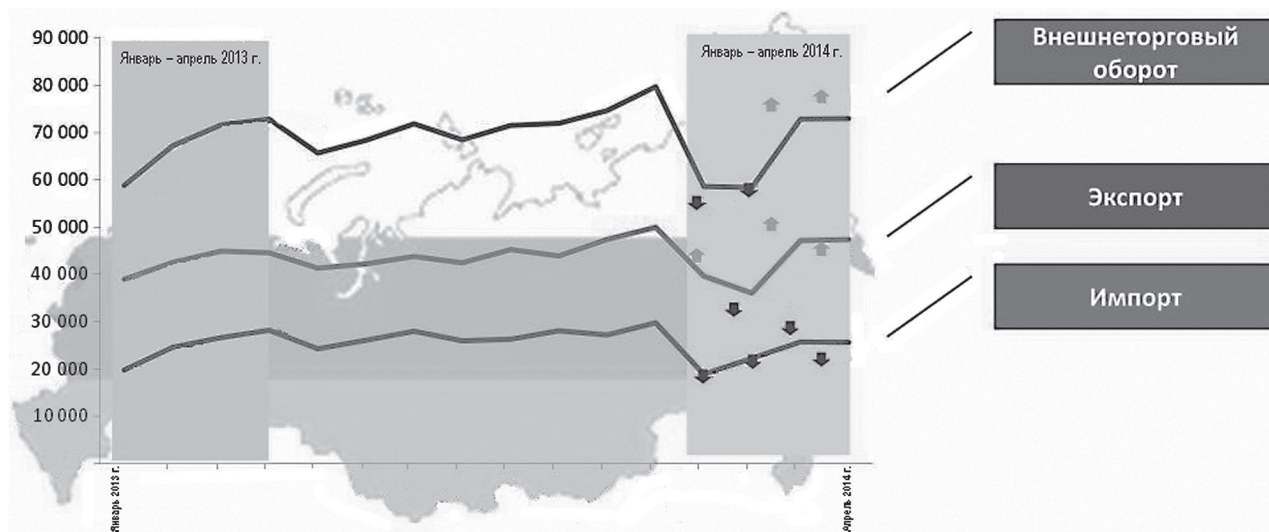 90 000
80 000
70 000
60 000
50 000
40 000
30 000
20 000
10 000
Январь – апрель 2013 г.
Январь – апрель 2014 г.
Январь 2013 г.
Апрель 2014 г.
Внешнеторговый
оборот
Экспорт
Импорт